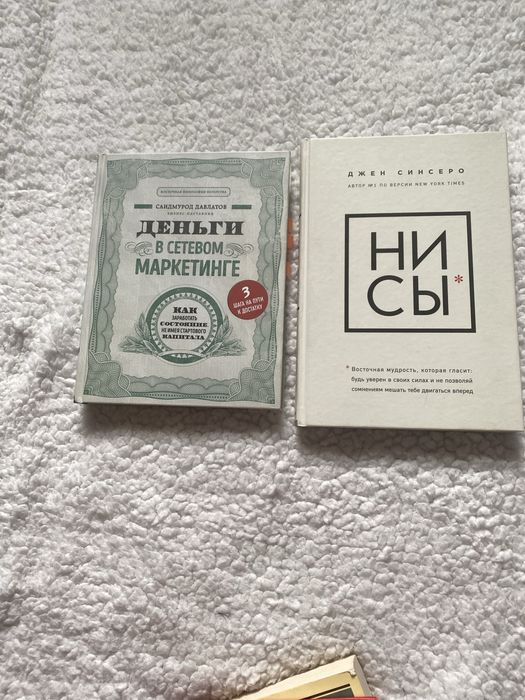 ВОСТОЧНАЯ ФИЛОСОФИЯ БОГАТСТВА
САИДМУРОД ДАВЛАТОВ
БИЗНЕС-НАСТАВНИК
ДЕНЬГИ
В СЕТЕВОМ
МАРКЕТИНГЕ
3
ШАГА НА ПУТИ
К ДОСТАТКУ
КАК
ЗАРАБОТАТЬ
СОСТОЯНИЕ,
НЕ ИМЕЯ СТАРТОВОГО
КАПИТАЛА
ДЖЕН СИНСЕРО
АВТОР №1 ПО ВЕРСИИ NEW YORK TIMES
НИ
СЫ*
* Восточная мудрость, которая гласит:
будь уверен в своих силах и не позволяй
сомнениям мешать тебе двигаться вперед